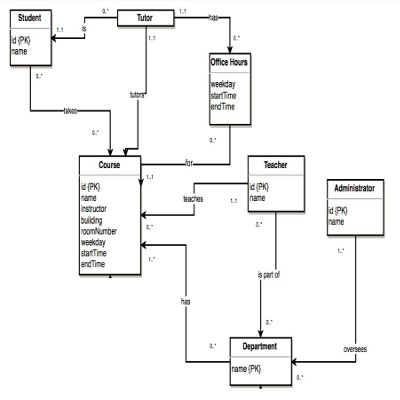 Student
id {PK}
name
0..*
Tutor
1..1
is
0..*
1..1
1..1
has
0..*
Office Hours
weekday
startTime
endTime
0..*
takes
0..*
tutors
0..*
for
1..1
Course
id {PK}
name
instructor
building
roomNumber
weekday
startTime
endTime
Teacher
id {PK}
name
teaches
1..1
0..*
0..*
Administrator
id {PK}
name
1..*
1..*
has
0..*
is part of
0..*
Department
name {PK}
oversees
0..*